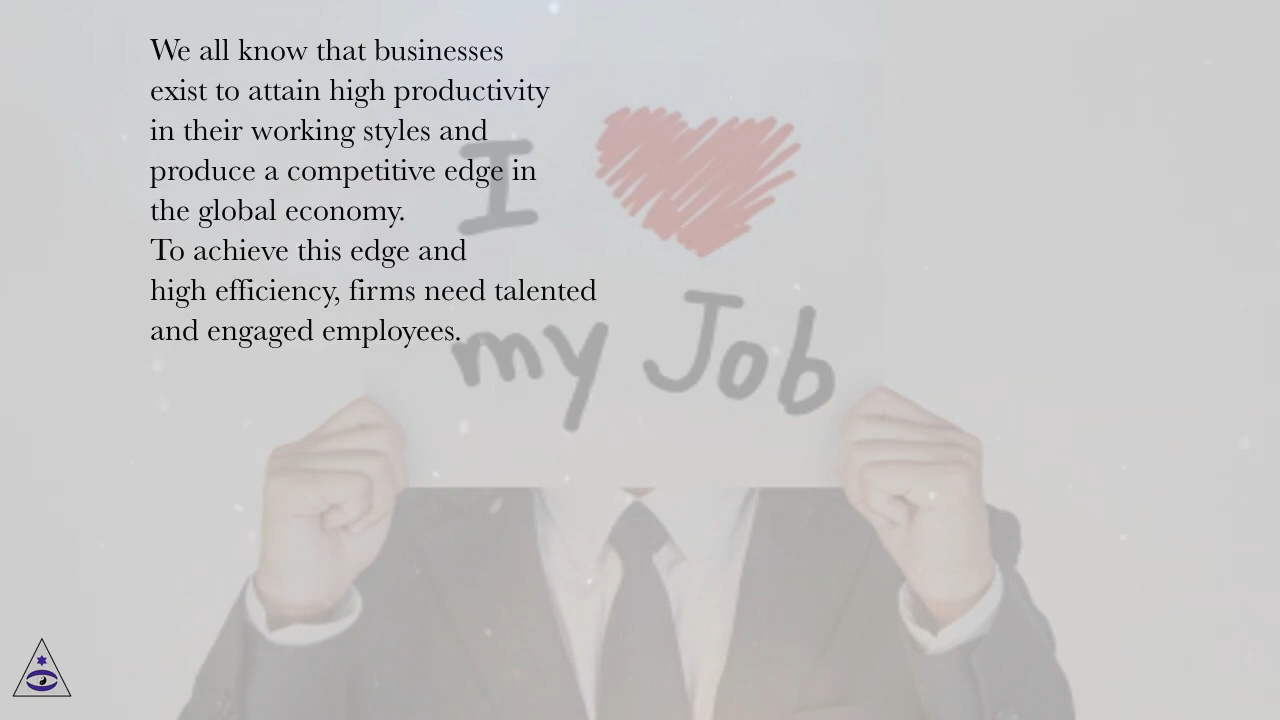 We all know that businesses
exist to attain high productivity
in their working styles and
produce a competitive edge in
the global economy.
To achieve this edge and
high efficiency, firms need talented
and engaged employees.
I
my Job